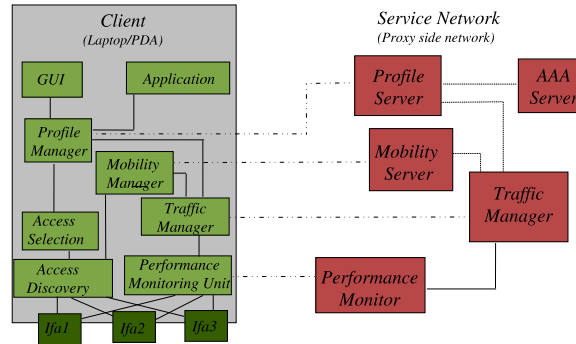 Client
(Laptop/PDA)
Service Network
(Proxy side network)
GUI
Application
Profile
Manager
Mobility
Manager
Access
Selection
Traffic
Manager
Access
Discovery
Performance
Monitoring Unit
Ifa1
Ifa2
Ifa3
Profile
Server
AAA
Server
Mobility
Server
Traffic
Manager
Performance
Monitor